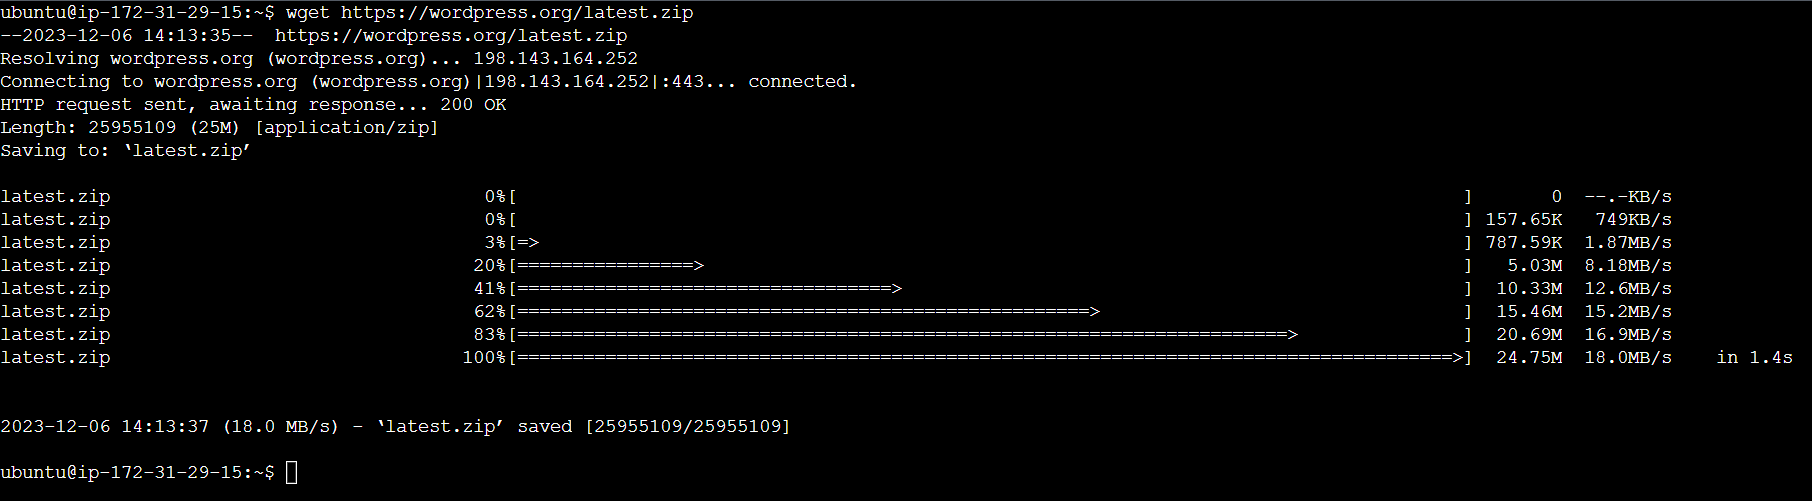 ubuntu@ip-172-31-29-15:~$ wget https://wordpress.org/latest.zip
--2023-12-06 14:13:35--  https://wordpress.org/latest.zip
Resolving wordpress.org (wordpress.org)... 198.143.164.252
Connecting to wordpress.org (wordpress.org)|198.143.164.252|:443... connected.
HTTP request sent, awaiting response... 200 OK
Length: 25955109 (25M) [application/zip]
Saving to: ‘latest.zip’
latest.zip 0%[ ] 0 --.-KB/s
latest.zip 0%[ ] 157.65K 749KB/s
latest.zip 3%[=> ] 787.59K 1.87MB/s
latest.zip 20%[================> ] 5.03M 8.18MB/s
latest.zip 41%[==================================> ] 10.33M 12.6MB/s
latest.zip 62%[====================================================> ] 15.46M 15.2MB/s
latest.zip 83%[======================================================================> ] 20.69M 16.9MB/s
latest.zip 100%[=====================================================================================>] 24.75M 18.0MB/s in 1.4s
2023-12-06 14:13:37 (18.0 MB/s) - ‘latest.zip’ saved [25955109/25955109]
ubuntu@ip-172-31-29-15:~$